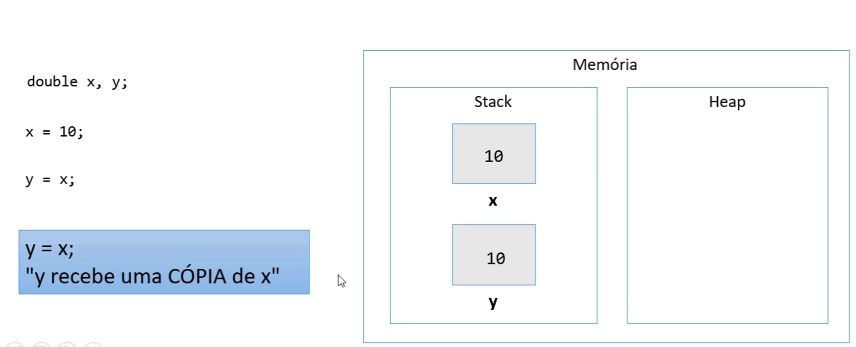 double x, y;
x = 10;
y = x;
y = x;
"y recebe uma CÓPIA de x"
Memória
Stack
Heap
10
x
10
y